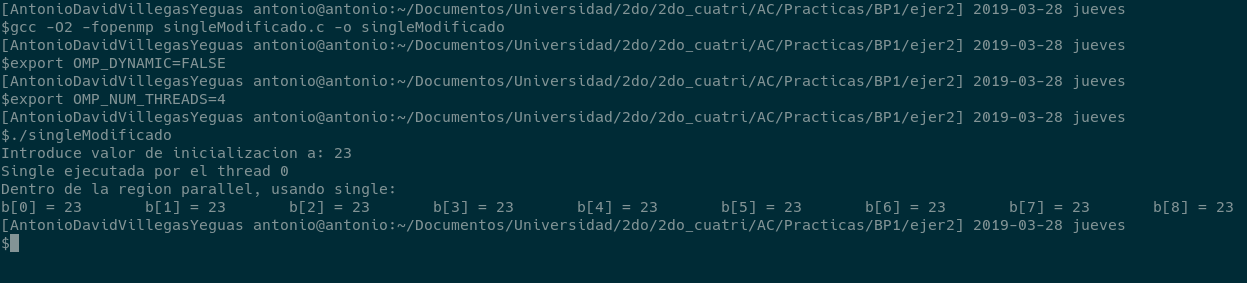 [AntonioDavidVillegasYeguas antonio@antonio:~/Documentos/Universidad/2do/2do_cuatri/AC/Practicas/BP1/ejer2] 2019-03-28 jueves
$gcc -O2 -fopenmp singleModificado.c -o singleModificado
[AntonioDavidVillegasYeguas antonio@antonio:~/Documentos/Universidad/2do/2do_cuatri/AC/Practicas/BP1/ejer2] 2019-03-28 jueves
$export OMP_DYNAMIC=FALSE
[AntonioDavidVillegasYeguas antonio@antonio:~/Documentos/Universidad/2do/2do_cuatri/AC/Practicas/BP1/ejer2] 2019-03-28 jueves
$export OMP_NUM_THREADS=4
[AntonioDavidVillegasYeguas antonio@antonio:~/Documentos/Universidad/2do/2do_cuatri/AC/Practicas/BP1/ejer2] 2019-03-28 jueves
$./singleModificado
Introduce valor de inicializacion a: 23
Single ejecutada por el thread 0
Dentro de la region parallel, usando single:
b[0] = 23	b[1] = 23	b[2] = 23	b[3] = 23	b[4] = 23	b[5] = 23	b[6] = 23	b[7] = 23	b[8] = 23
[AntonioDavidVillegasYeguas antonio@antonio:~/Documentos/Universidad/2do/2do_cuatri/AC/Practicas/BP1/ejer2] 2019-03-28 jueves
$